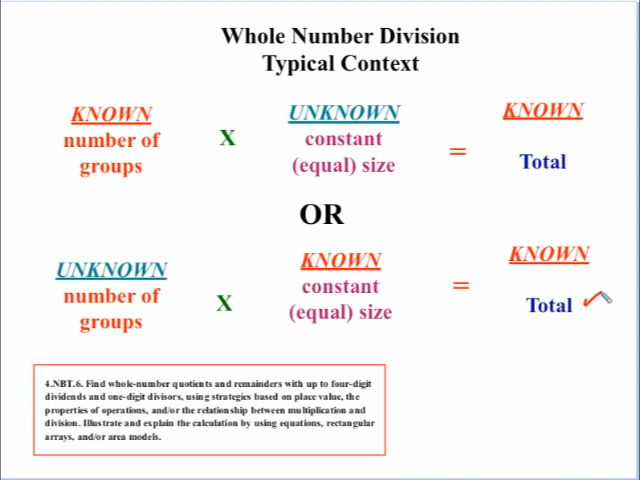 Whole Number Division
Typical Context
KNOWN
number of
groups
X
UNKNOWN
constant
(equal) size
=
KNOWN
Total
OR
UNKNOWN
number of
groups
X
KNOWN
constant
(equal) size
=
KNOWN
Total
4.NBT.6. Find whole-number quotients and remainders with up to four-digit
dividends and one-digit divisors, using strategies based on place value, the
properties of operations, and/or the relationship between multiplication and
division. Illustrate and explain the calculation by using equations, rectangular
arrays, and/or area models.